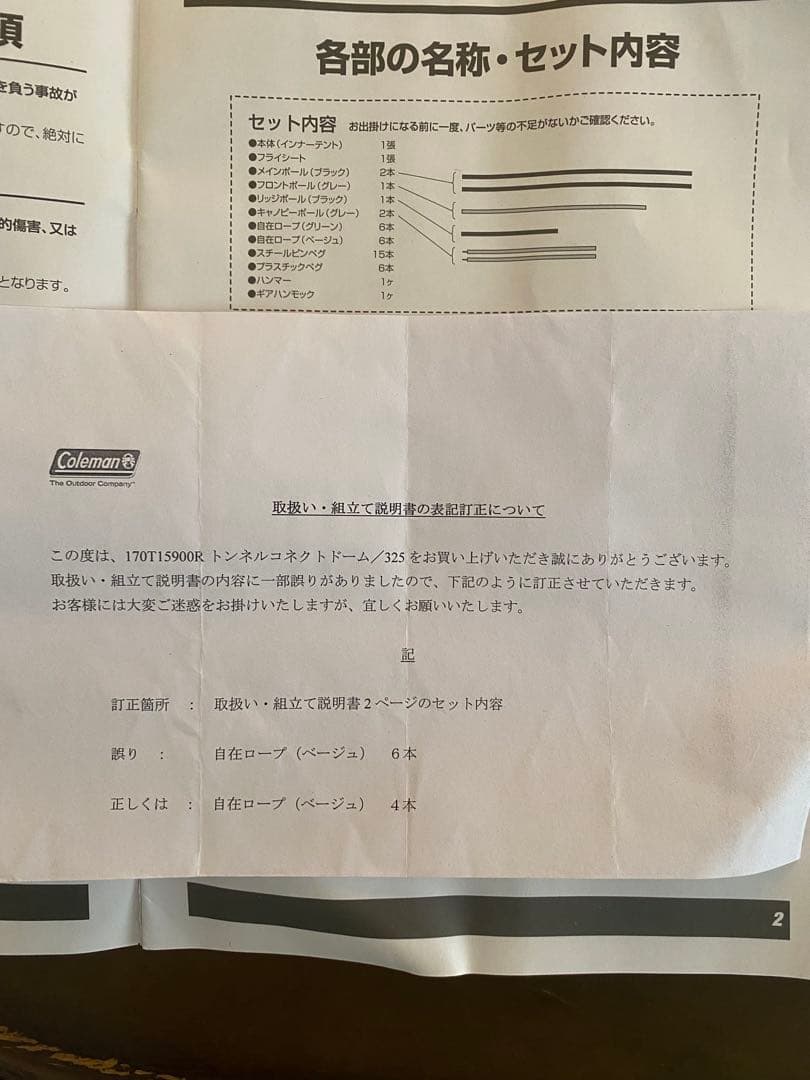 項
を負う事故が
すので、絶対に
的傷害、又は
となります。
各部の名称・セット内容
セット内容 お出掛けになる前に一度、パーツ等の不足がないかご確認ください。
●本体(インナーテント) 1張
●フライシート 1張
●メインポール(ブラック) 2本
●フロントポール(グレー) 1本
●リッジポール(ブラック) 1本
●キャノピーポール(グレー) 2本
●自在ロープ(グリーン) 6本
●自在ロープ(ベージュ) 6本
●スチールピンペグ 15本
●プラスチックペグ 6本
●ハンマー 1ヶ
●ギアハンモック 1ヶ
Coleman
The Outdoor Company™
取扱い・組立て説明書の表記訂正について
この度は、170T15900R トンネルコネクトドーム/325 をお買い上げいただき誠にありがとうございます。
取扱い・組立て説明書の内容に一部誤りがありましたので、下記のように訂正させていただきます。
お客様には大変ご迷惑をお掛けいたしますが、宜しくお願いいたします。
記
訂正箇所 : 取扱い・組立て説明書2ページのセット内容
誤り : 自在ロープ(ベージュ) 6本
正しくは : 自在ロープ(ベージュ) 4本
2